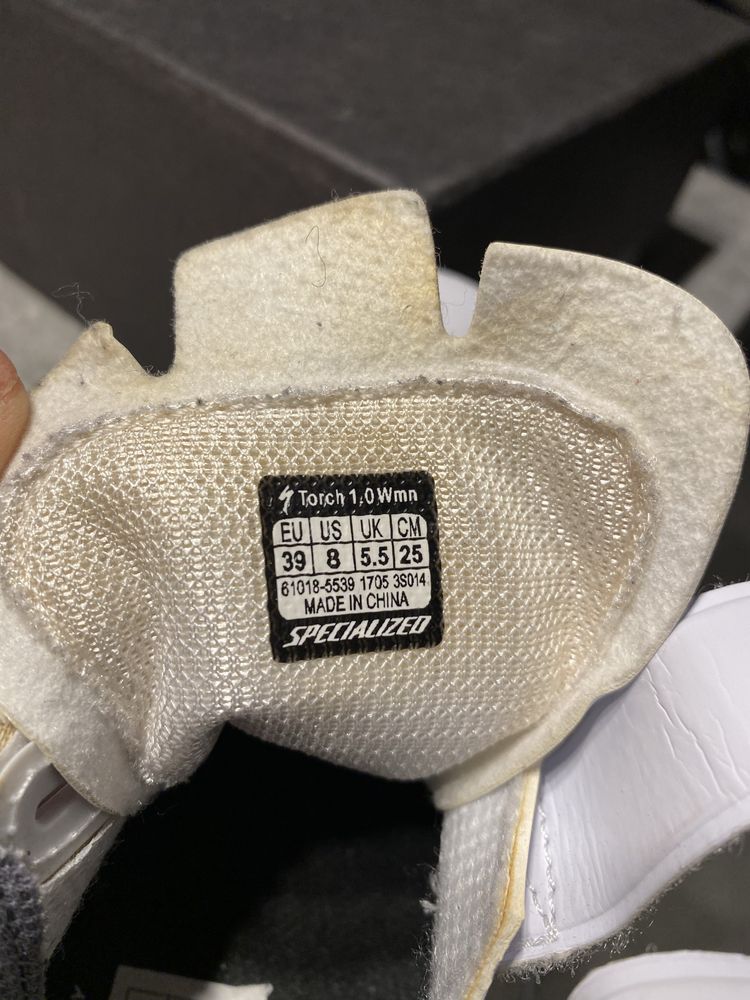 Torch 1.0 Wmn
EU US UK CM
39 8 5.5 25
61018-5539 1705 3S014
MADE IN CHINA
SPECIALIZED